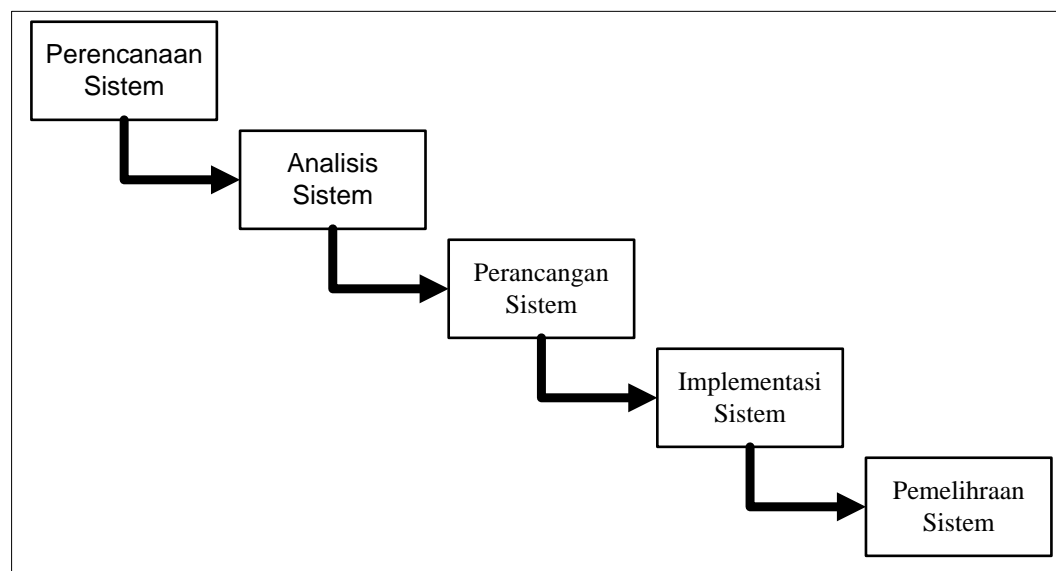 Perencanaan
Sistem
Analisis
Sistem
Perancangan
Sistem
Implementasi
Sistem
Pemelihraan
Sistem